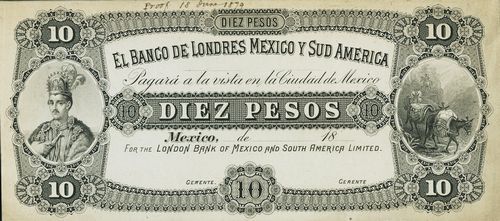 Proof 18 June 1874
10 DIEZ PESOS 10
EL BANCO DE LONDRES MEXICO Y SUD AMERICA
Pagará a la vista en la Ciudad de Mexico
10 DIEZ PESOS 10
Mexico, de 18
FOR THE LONDON BANK OF MEXICO AND SOUTH AMERICA LIMITED.
10 GERENTE. 10 GERENTE. 10